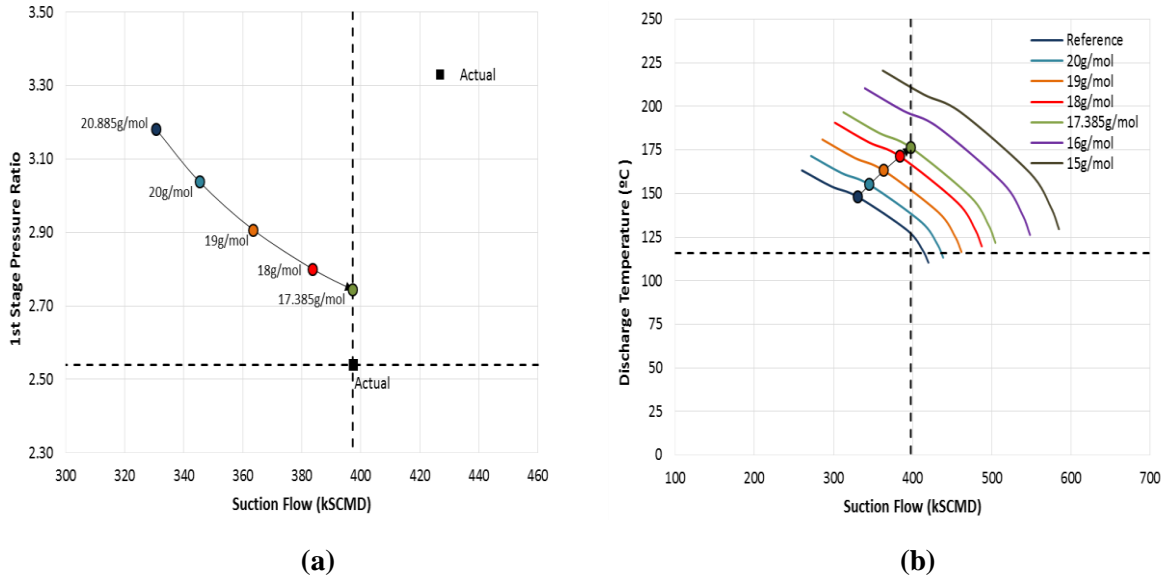 3.50
3.30
3.10
2.90
2.70
2.50
2.30
1st Stage Pressure Ratio
20.885g/mol
20g/mol
19g/mol
18g/mol
17.385g/mol
Actual
Actual
300 320 340 360 380 400 420 440 460
Suction Flow (kSCMD)
(a)
250
225
200
175
150
125
100
75
50
25
0
Discharge Temperature (ºC)
Reference
20g/mol
19g/mol
18g/mol
17.385g/mol
16g/mol
15g/mol
100 200 300 400 500 600 700
Suction Flow (kSCMD)
(b)